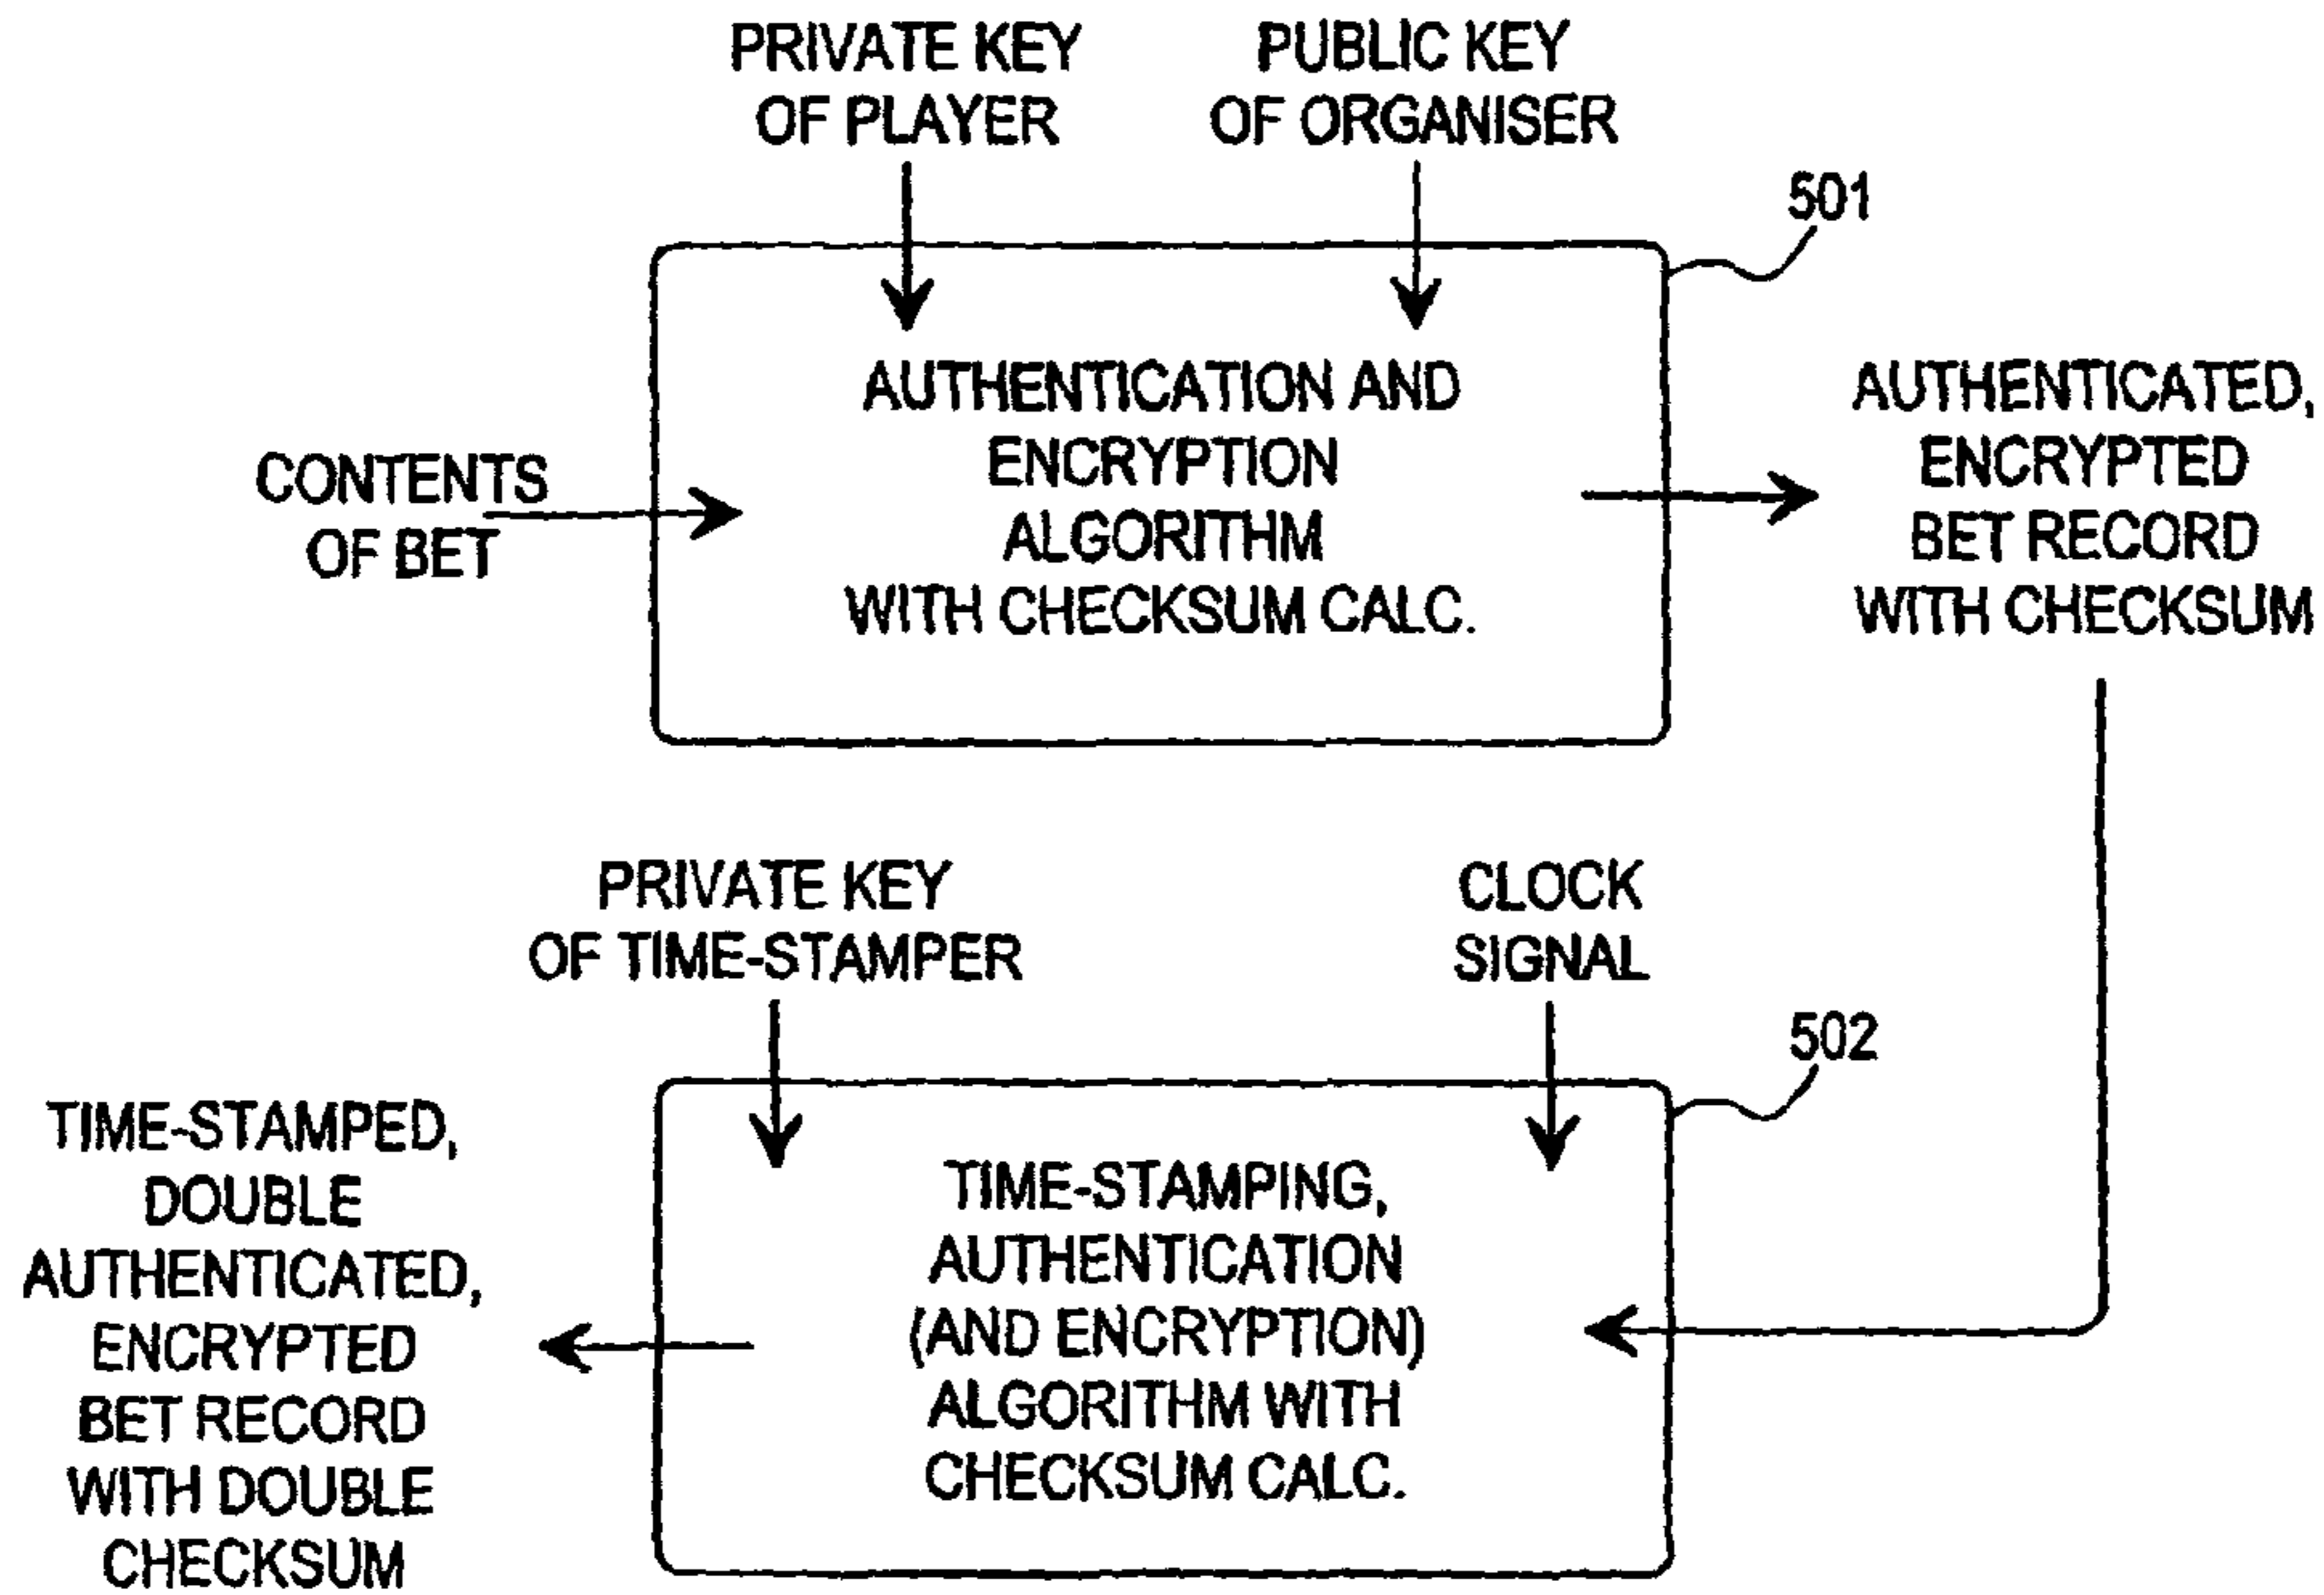 PRIVATE KEY
OF PLAYER
PUBLIC KEY
OF ORGANISER
501
CONTENTS
OF BET
AUTHENTICATION AND
ENCRYPTION
ALGORITHM
WITH CHECKSUM CALC.
AUTHENTICATED,
ENCRYPTED
BET RECORD
WITH CHECKSUM
PRIVATE KEY
OF TIME-STAMPER
CLOCK
SIGNAL
502
TIME-STAMPING,
AUTHENTICATION
(AND ENCRYPTION)
ALGORITHM WITH
CHECKSUM CALC.
TIME-STAMPED,
DOUBLE
AUTHENTICATED,
ENCRYPTED
BET RECORD
WITH DOUBLE
CHECKSUM